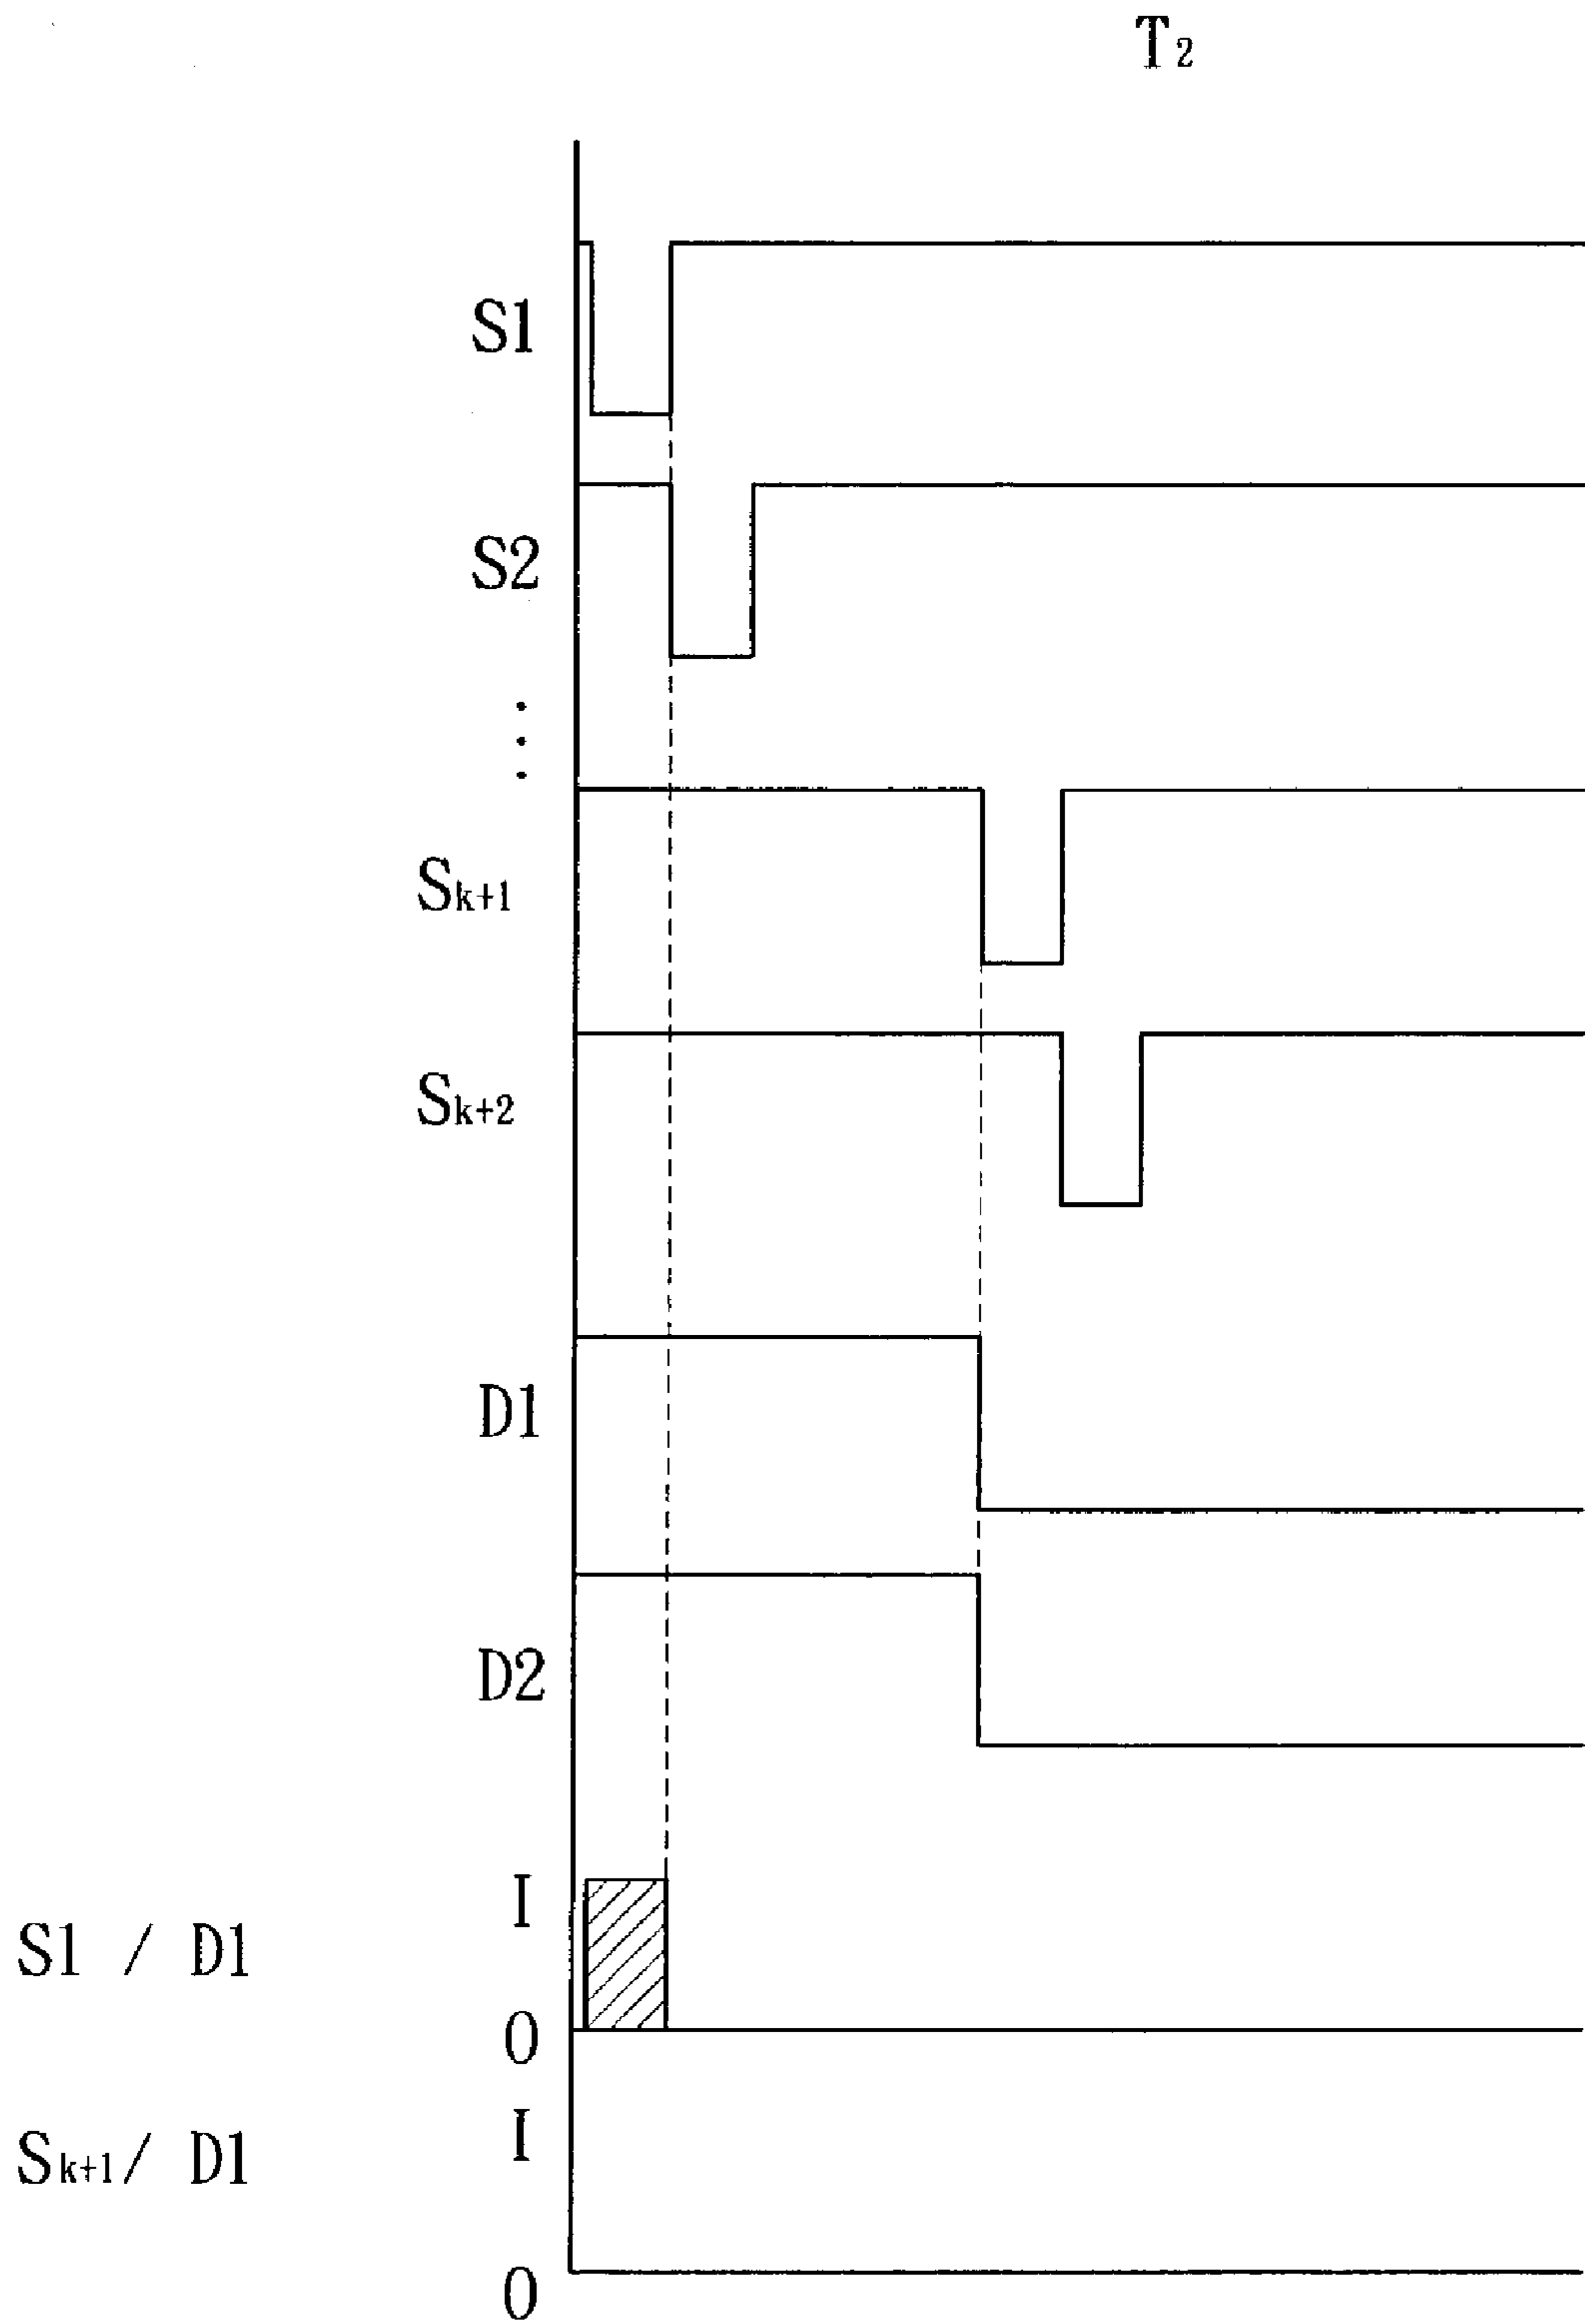 T₂
S1
S2
⋮
Sₖ₊₁
Sₖ₊₂
D1
D2
I
S1 / D1
0
I
Sₖ₊₁/ D1
0